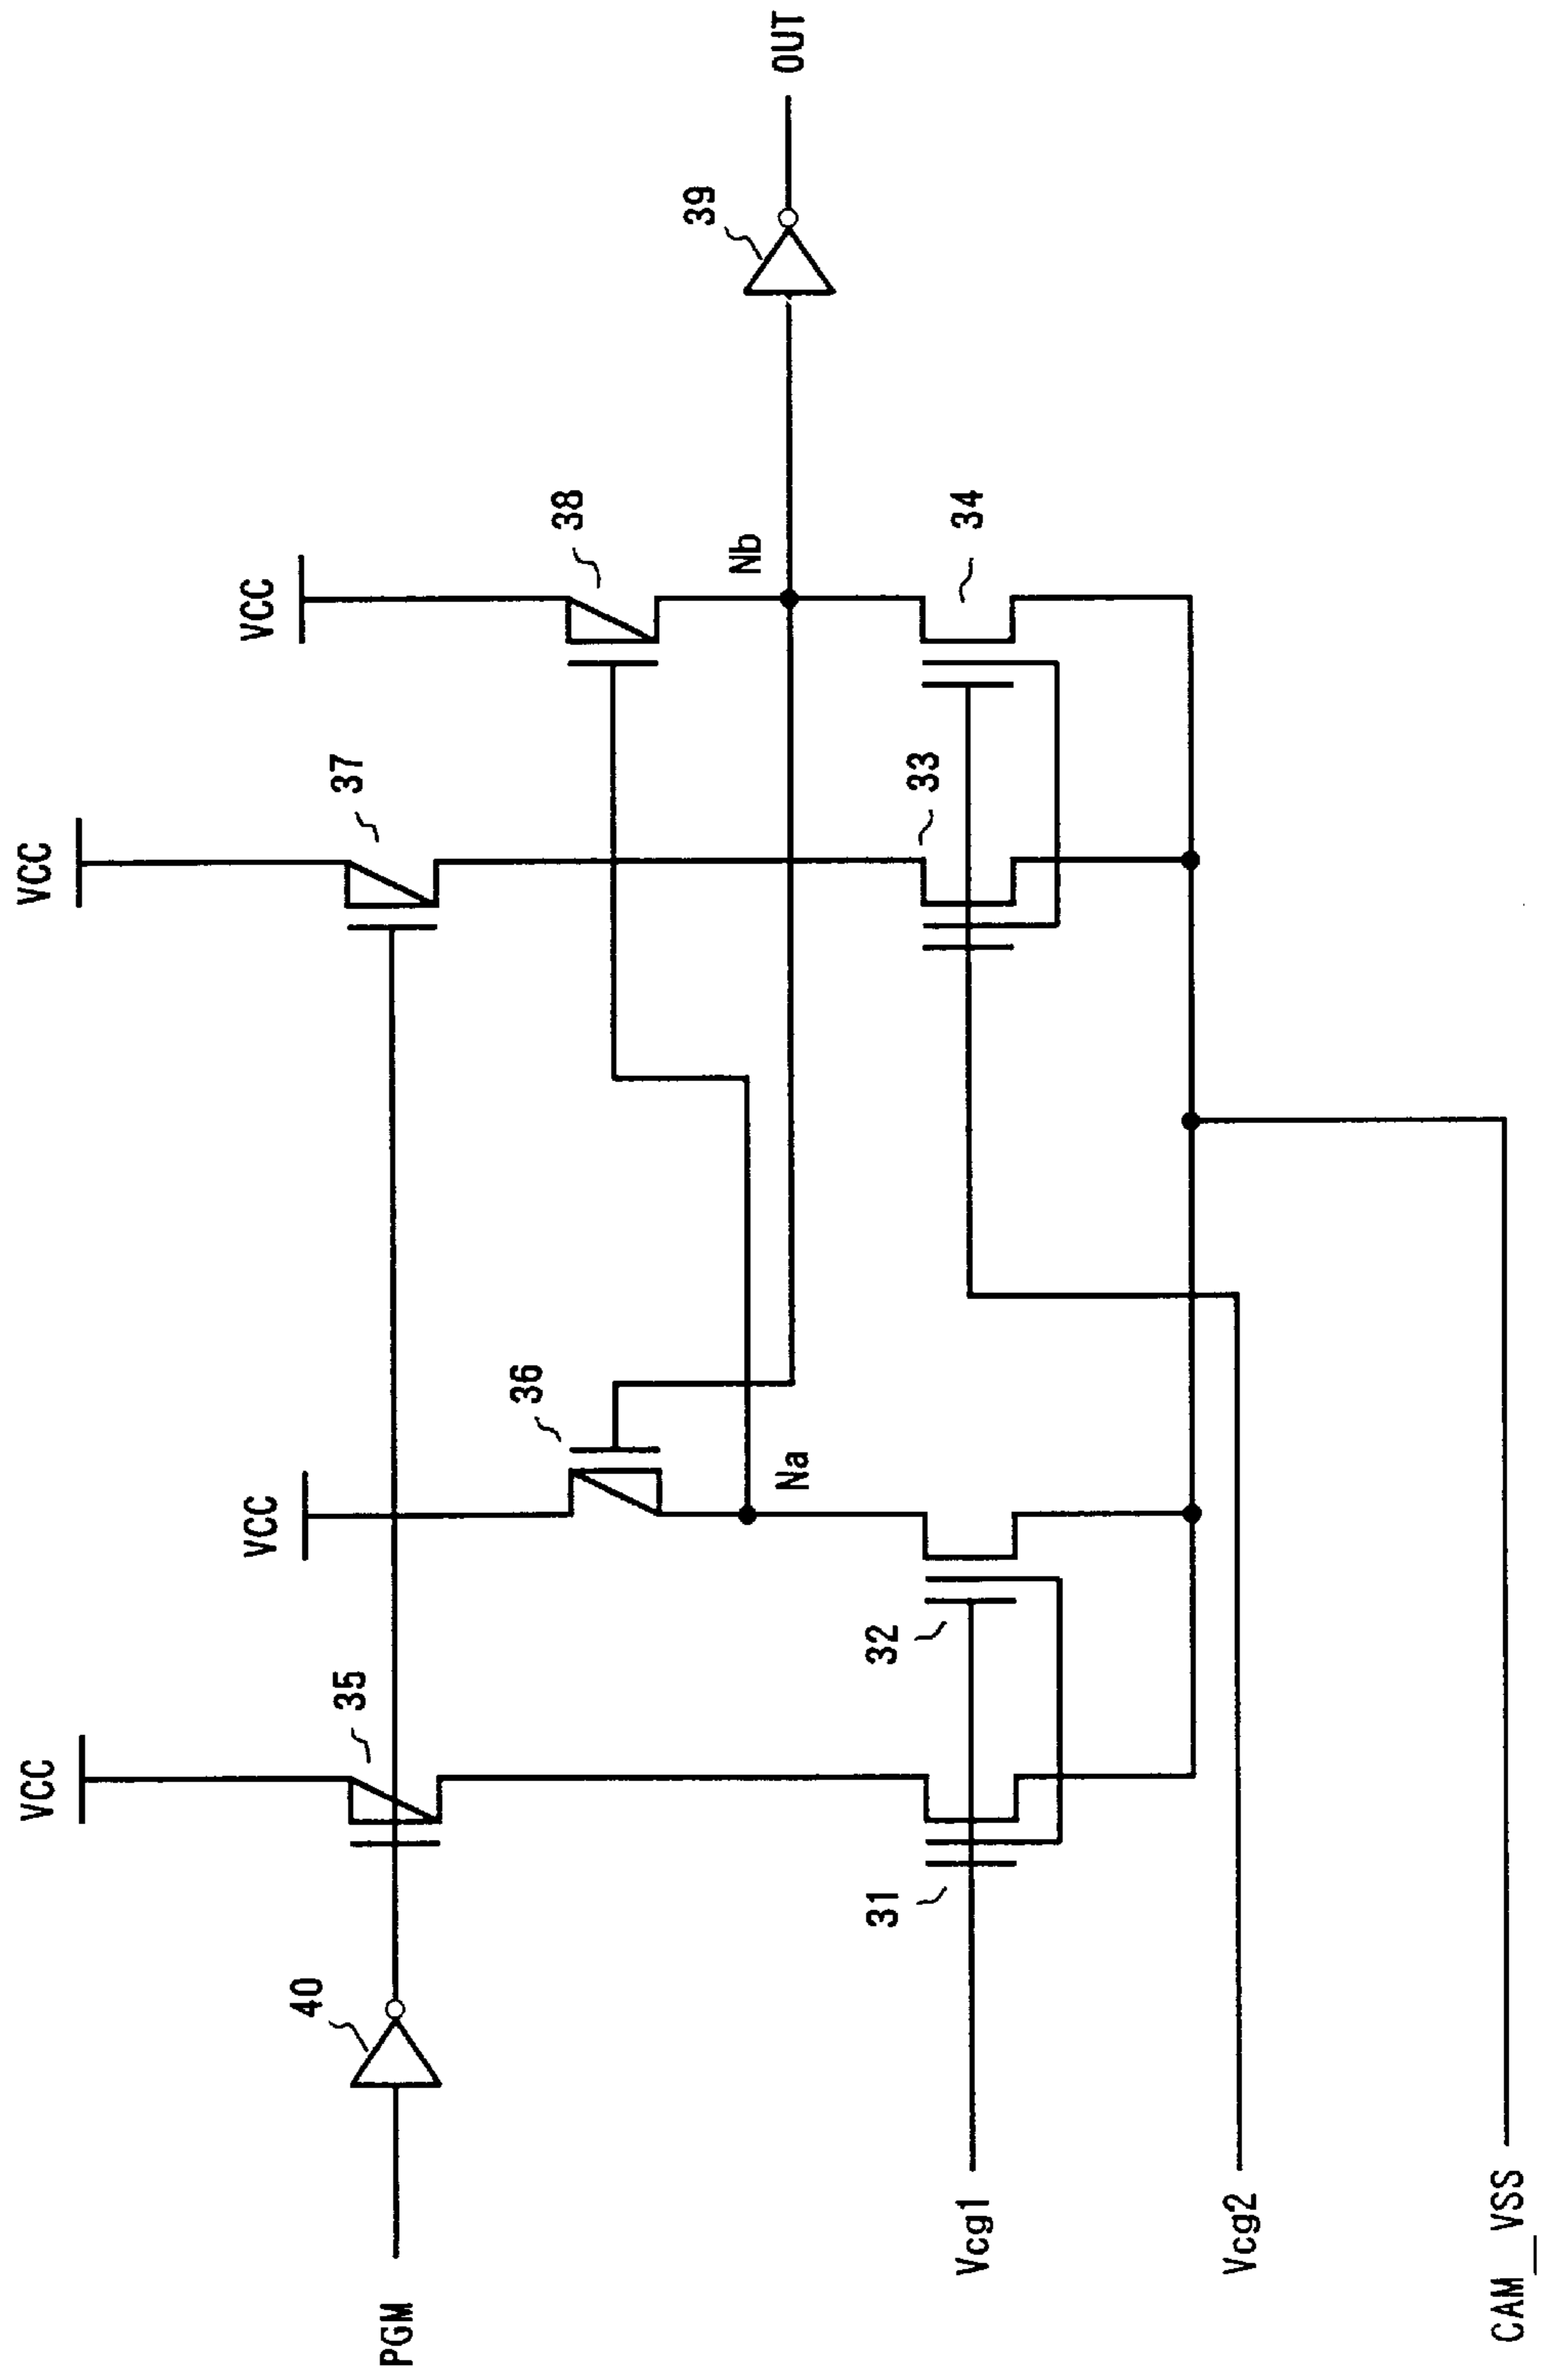 VCC
VCC
VCC
VCC
35
36
37
38
40
PGM
Na
Nb
39
OUT
31
32
33
34
Vcg1
Vcg2
CAM_VSS